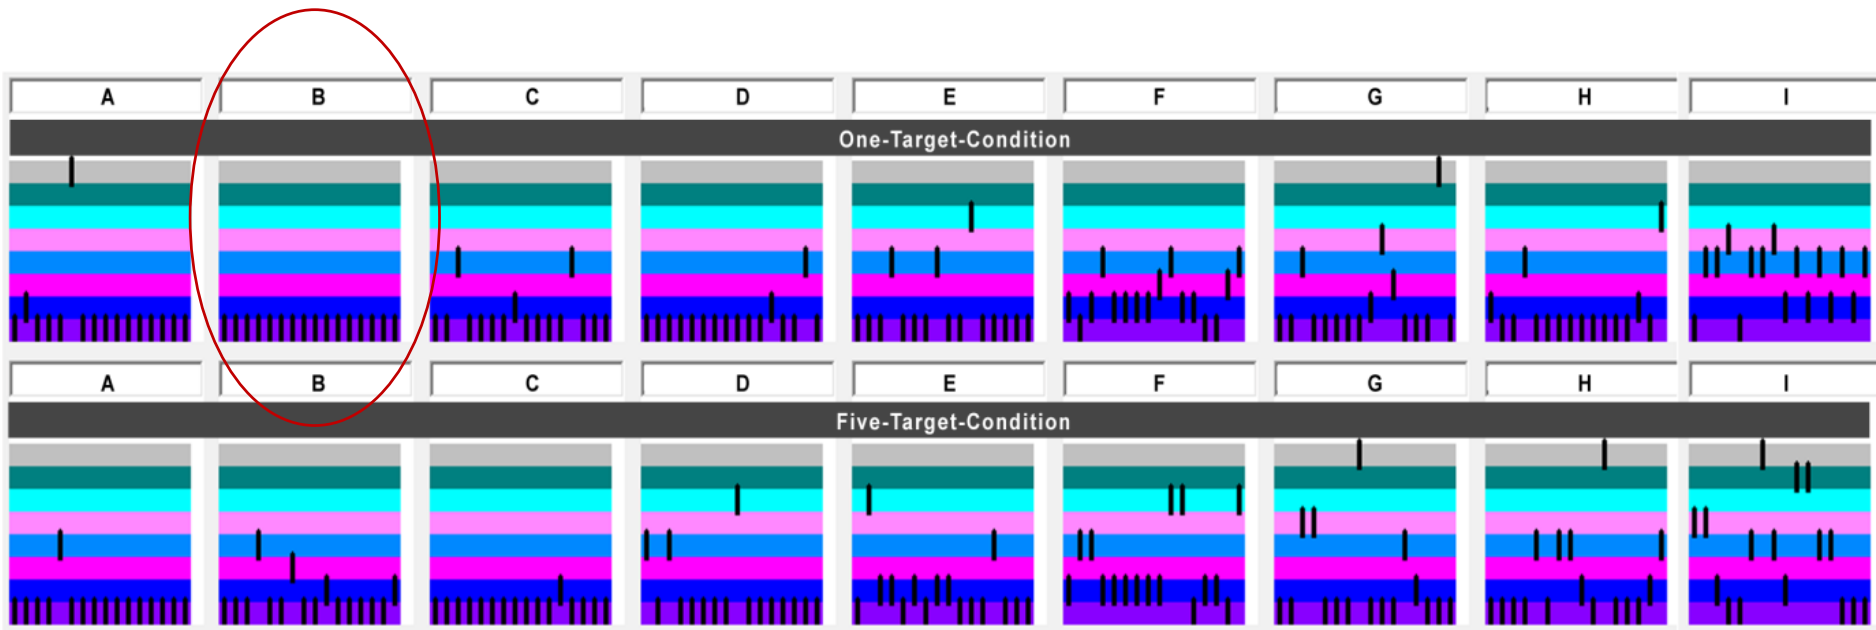 A B C D E F G H I
One-Target-Condition
A B C D E F G H I
Five-Target-Condition